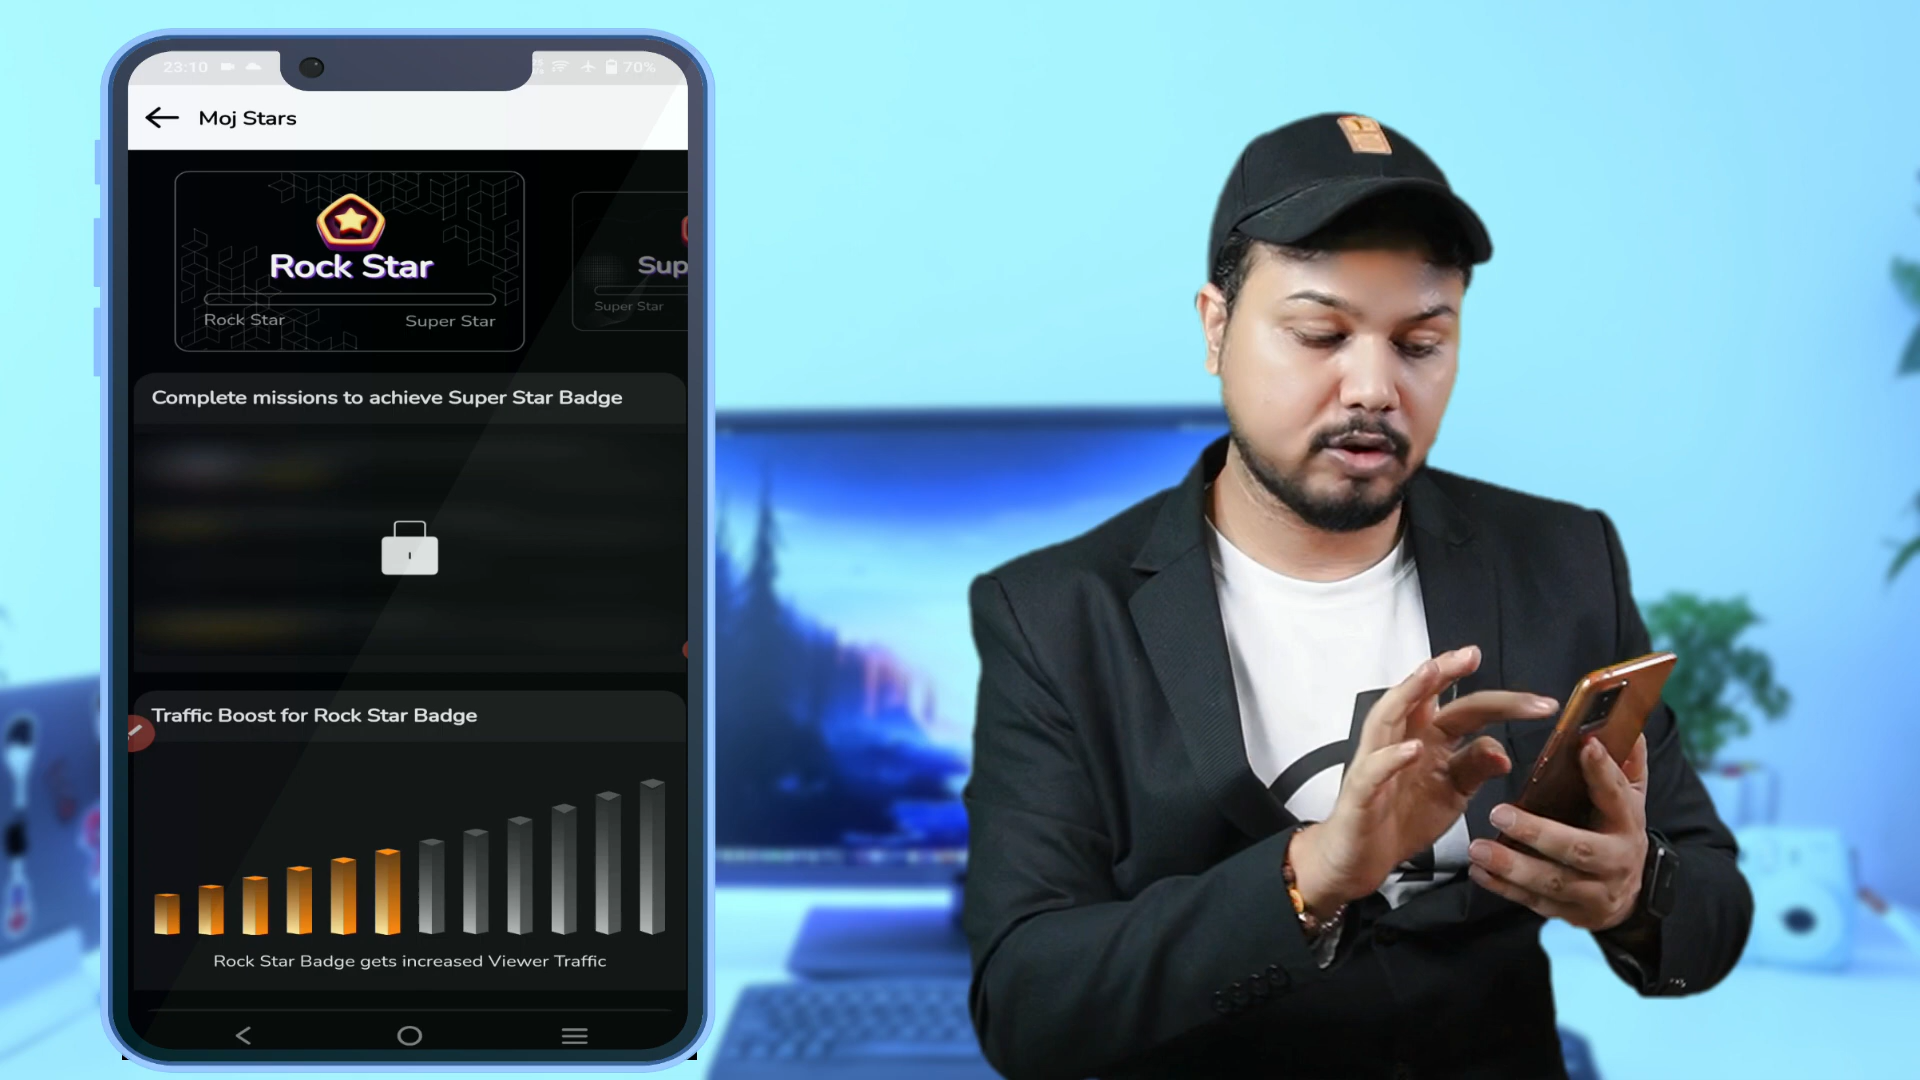 23:10
70%
Moj Stars
Rock Star
Rock Star
Super Star
Sup
Super Star
Complete missions to achieve Super Star Badge
Traffic Boost for Rock Star Badge
Rock Star Badge gets increased Viewer Traffic